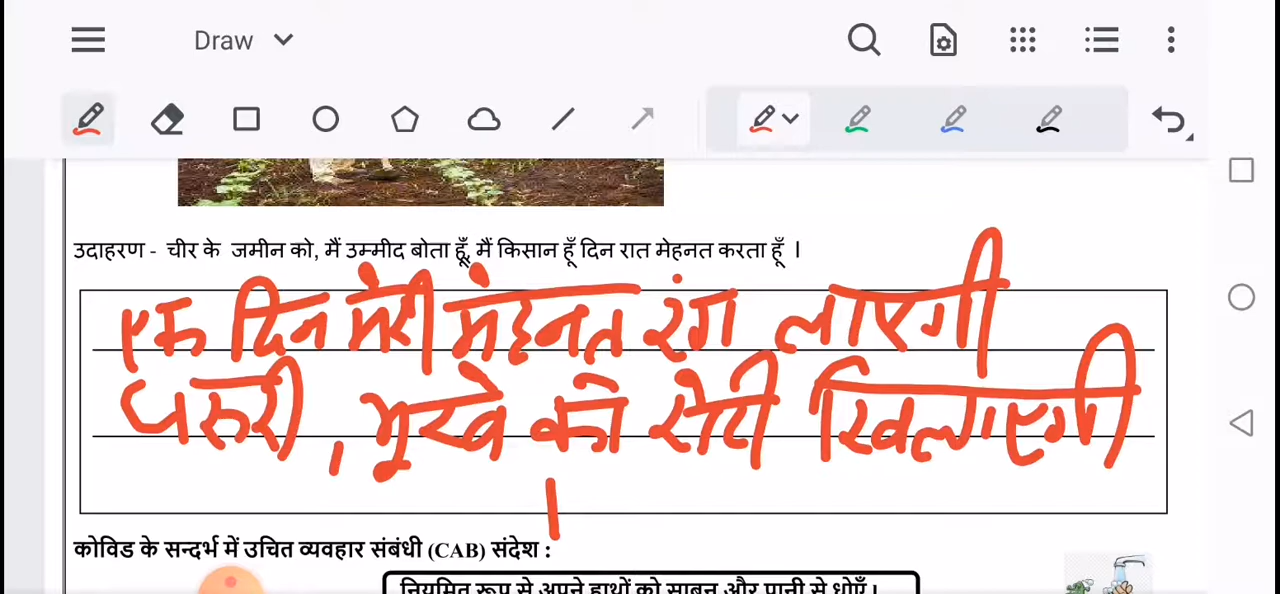 Draw
उदाहरण - चीर के जमीन को, मैं उम्मीद बोता हूँ, मैं किसान हूँ दिन रात मेहनत करता हूँ ।
एक दिन मेरी मेहनत रंग लाएगी
जरुरी, भूखे को रोटी खिलाएगी
।
कोविड के सन्दर्भ में उचित व्यवहार संबंधी (CAB) संदेश :
नियमित रूप से अपने हाथों को साबुन और पानी से धोएँ ।